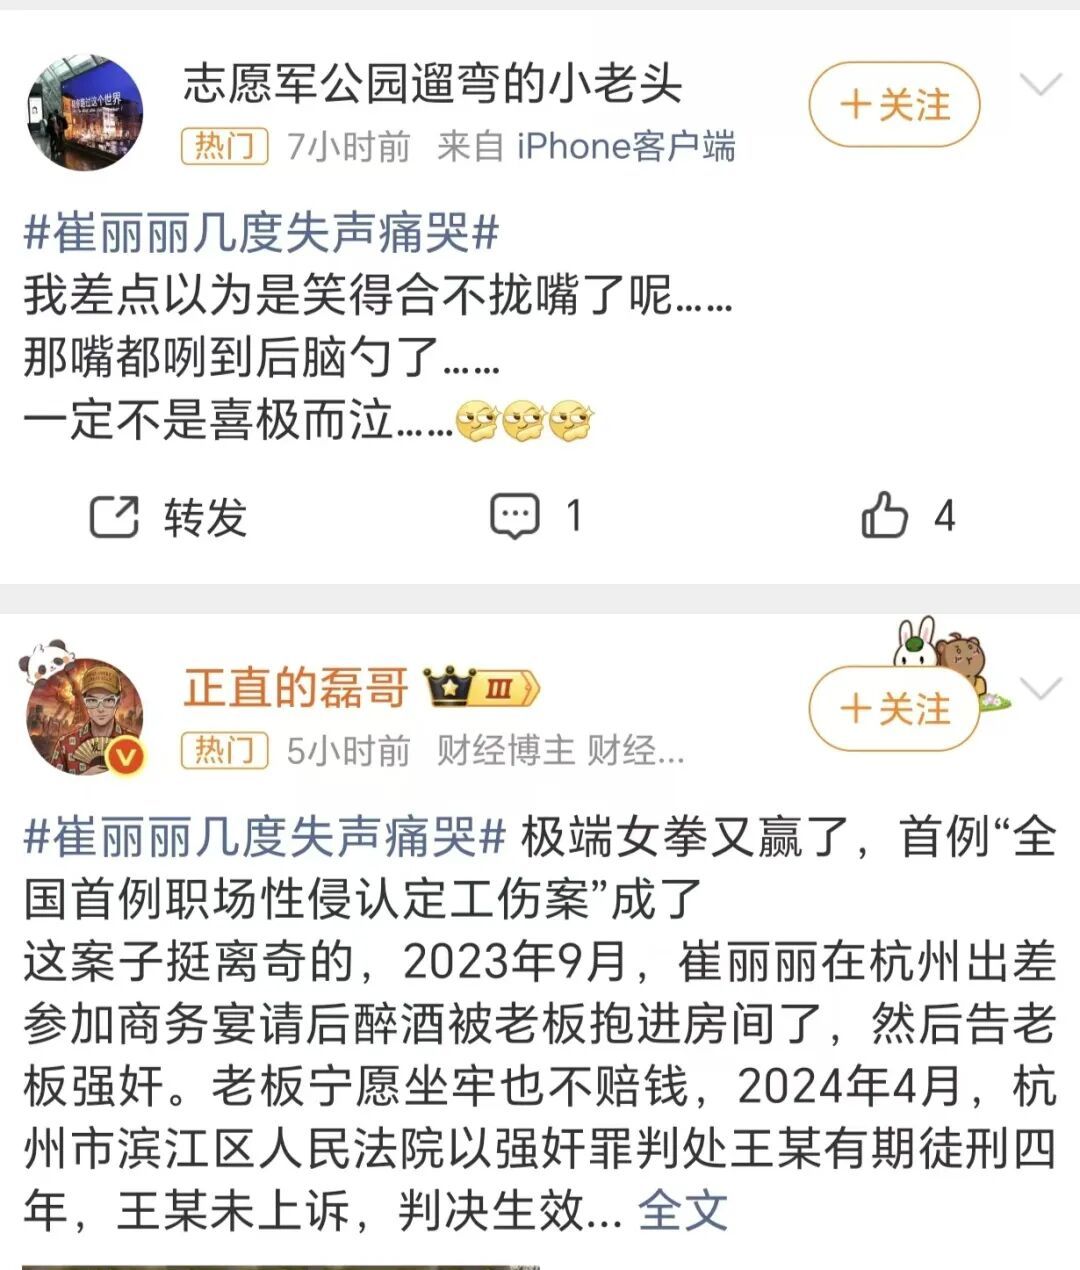 志愿军公园遛弯的小老头
＋关注
热门 7小时前 来自 iPhone客户端
#崔丽丽几度失声痛哭#
我差点以为是笑得合不拢嘴了呢……
那嘴都咧到后脑勺了……
一定不是喜极而泣……
转发 1 4
正直的磊哥 III
＋关注
热门 5小时前 财经博主 财经...
#崔丽丽几度失声痛哭# 极端女拳又赢了，首例“全
国首例职场性侵认定工伤案”成了
这案子挺离奇的，2023年9月，崔丽丽在杭州出差
参加商务宴请后醉酒被老板抱进房间了，然后告老
板强奸。老板宁愿坐牢也不赔钱，2024年4月，杭
州市滨江区人民法院以强奸罪判处王某有期徒刑四
年，王某未上诉，判决生效... 全文